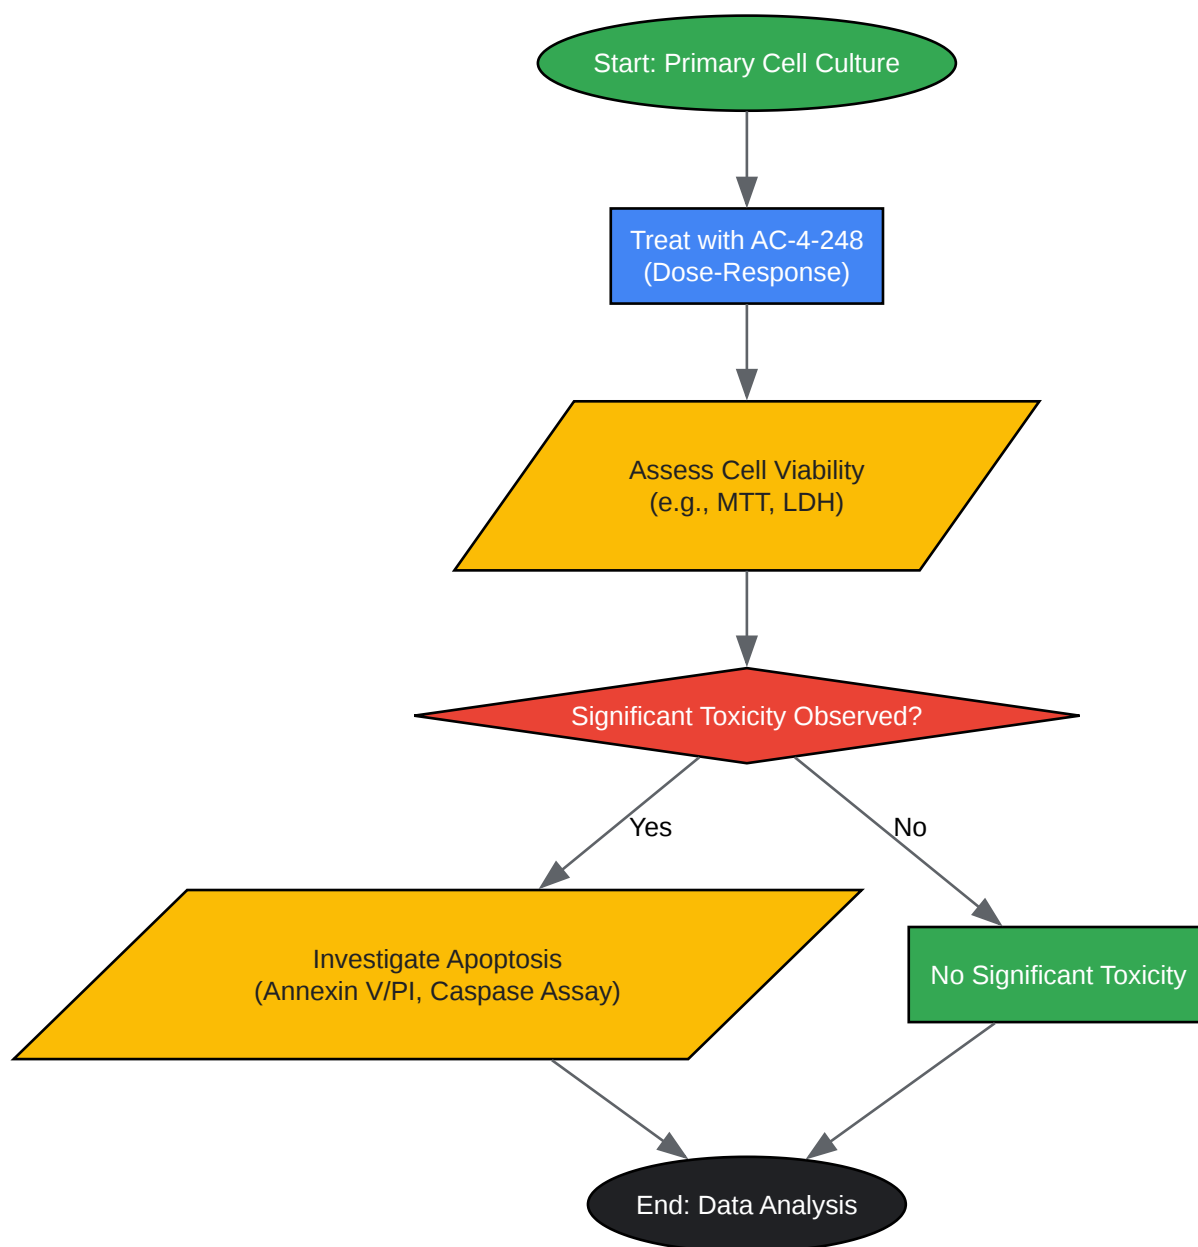 Start: Primary Cell Culture
Treat with AC-4-248
(Dose-Response)
Assess Cell Viability
(e.g., MTT, LDH)
Significant Toxicity Observed?
Yes
No
Investigate Apoptosis
(Annexin V/PI, Caspase Assay)
No Significant Toxicity
End: Data Analysis